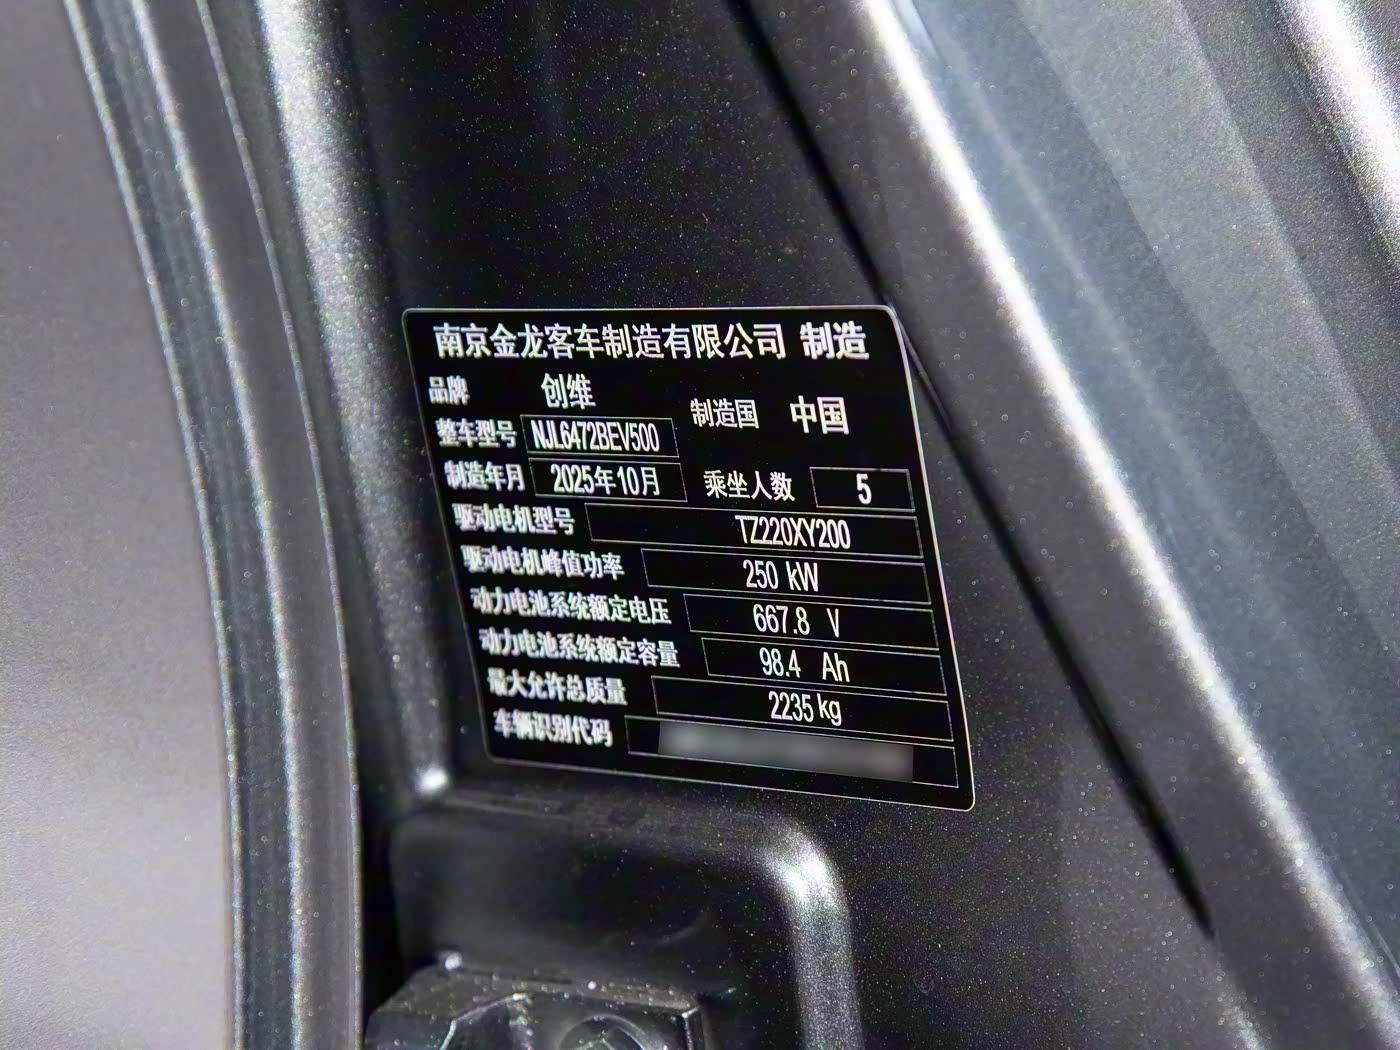 南京金龙客车制造有限公司 制造
品牌 创维
制造国 中国
整车型号 NJL6472BEV500
制造年月 2025年10月 乘坐人数 5
驱动电机型号 TZ220XY200
驱动电机峰值功率 250 kW
动力电池系统额定电压 667.8 V
动力电池系统额定容量 98.4 Ah
最大允许总质量 2235 kg
车辆识别代码